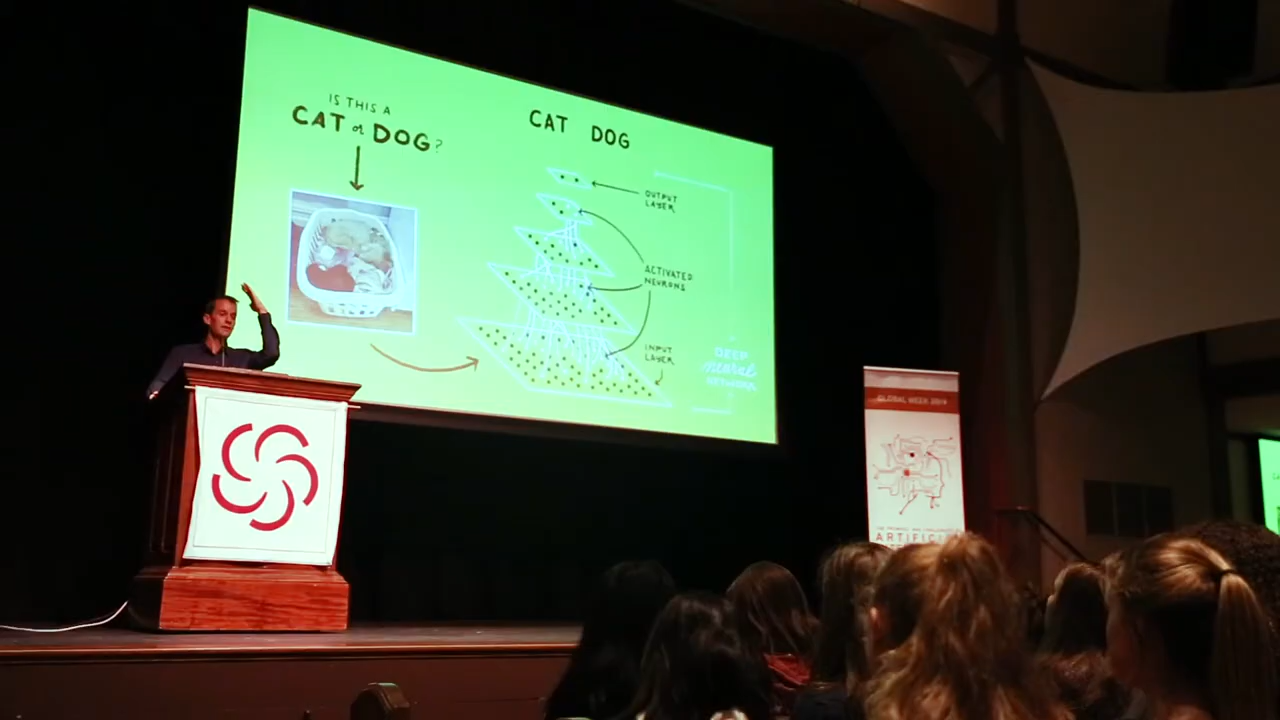 IS THIS A
CAT or DOG?
CAT DOG
OUTPUT
LAYER
ACTIVATED
NEURONS
INPUT
LAYER
DEEP
neural
NETWORK
GLOBAL WEEK 2019
ARTIFICI